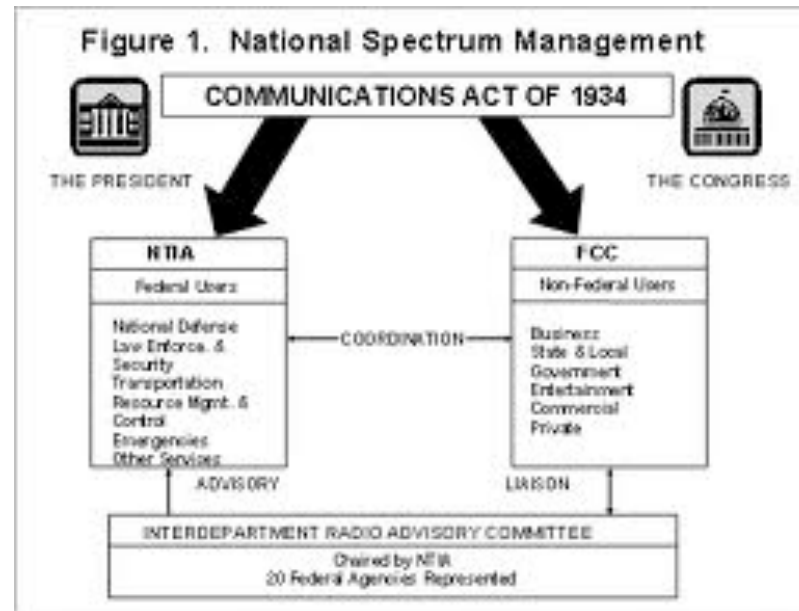 Figure 1. National Spectrum Management
COMMUNICATIONS ACT OF 1934
THE PRESIDENT
THE CONGRESS
NTIA
Federal Users
National Defense
Law Enforce. &
Security
Transportation
Resource Mgmt. &
Control
Emergencies
Other Services
COORDINATION
FCC
Non-Federal Users
Business
State & Local
Government
Entertainment
Commercial
Private
ADVISORY
LIAISON
INTERDEPARTMENT RADIO ADVISORY COMMITTEE
Chaired by NTIA
20 Federal Agencies Represented